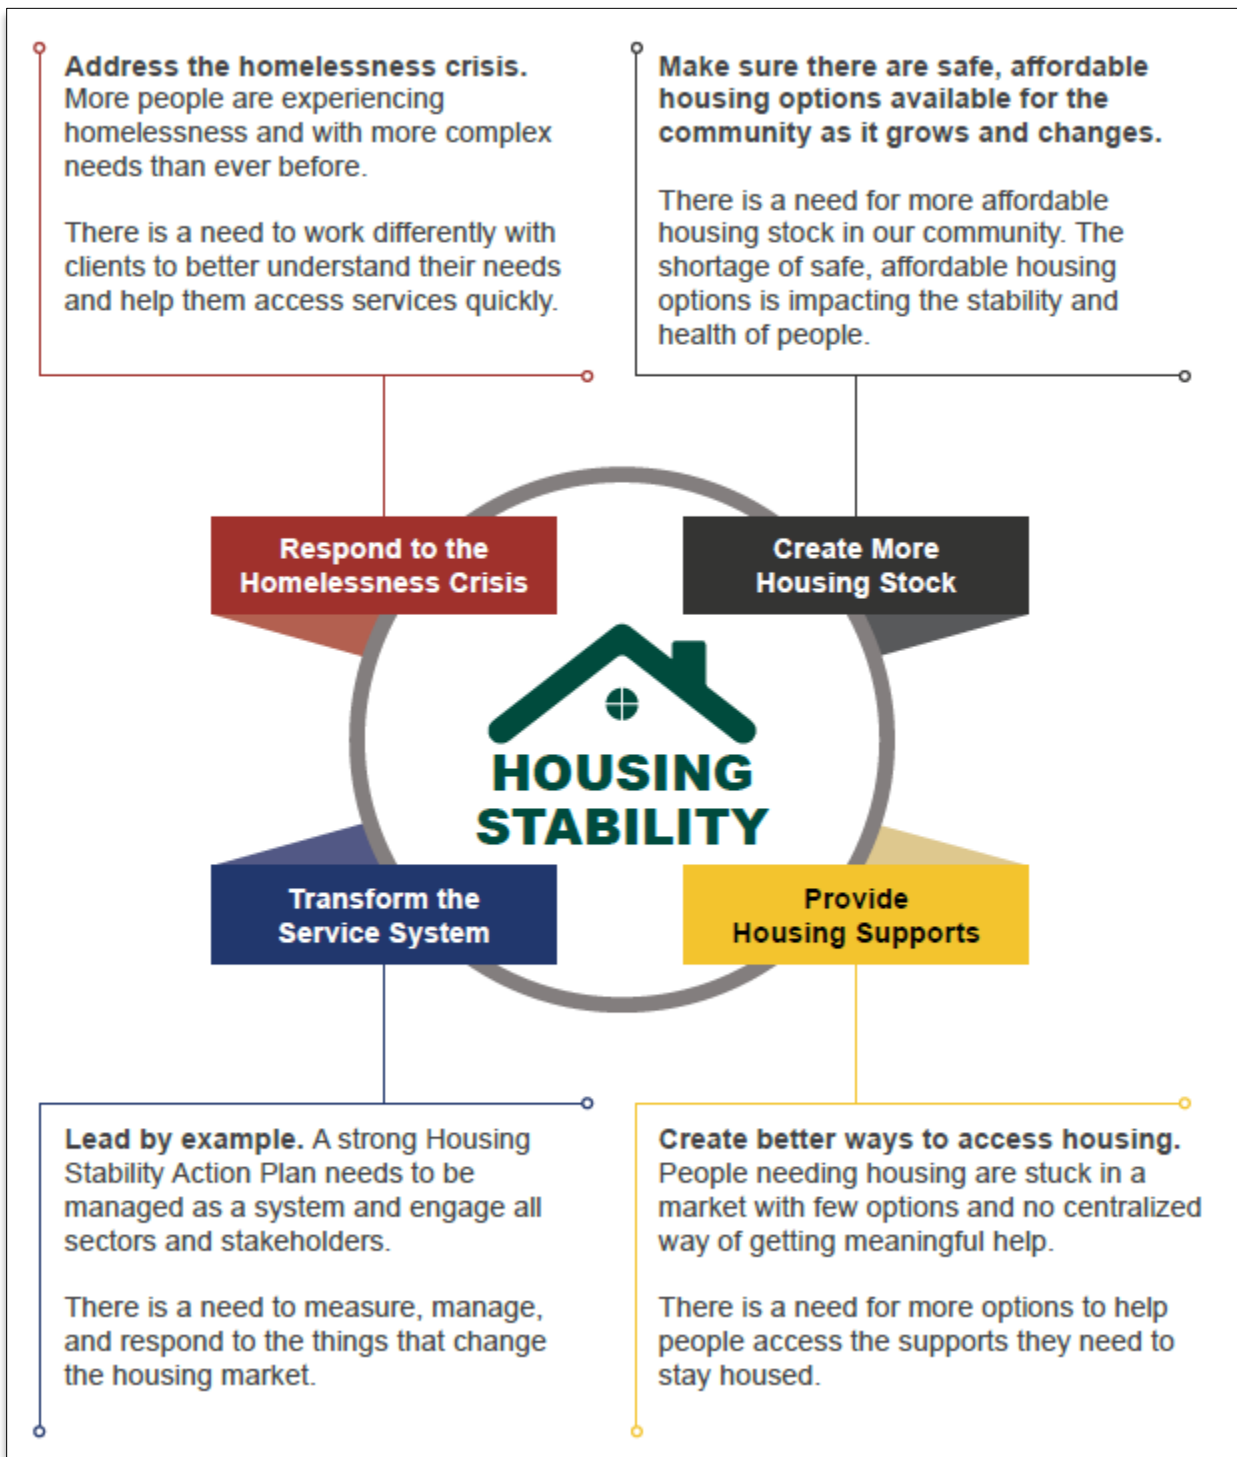 Address the homelessness crisis.
More people are experiencing
homelessness and with more complex
needs than ever before.
There is a need to work differently with
clients to better understand their needs
and help them access services quickly.
Make sure there are safe, affordable
housing options available for the
community as it grows and changes.
There is a need for more affordable
housing stock in our community. The
shortage of safe, affordable housing
options is impacting the stability and
health of people.
Respond to the
Homelessness Crisis
Create More
Housing Stock
HOUSING
STABILITY
Transform the
Service System
Provide
Housing Supports
Lead by example. A strong Housing
Stability Action Plan needs to be
managed as a system and engage all
sectors and stakeholders.
There is a need to measure, manage,
and respond to the things that change
the housing market.
Create better ways to access housing.
People needing housing are stuck in a
market with few options and no centralized
way of getting meaningful help.
There is a need for more options to help
people access the supports they need to
stay housed.